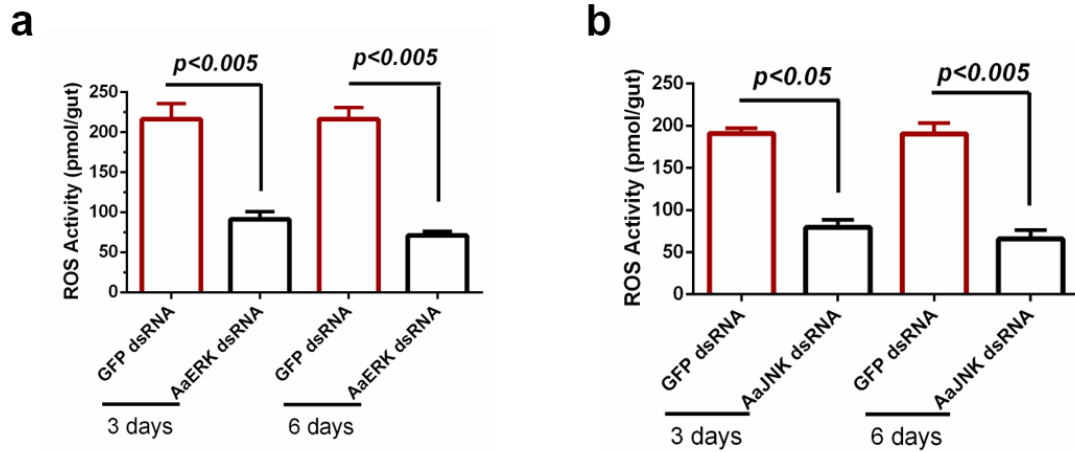 a
p<0.005
p<0.005
ROS Activity (pmol/gut)
250
200
150
100
50
0
GFP dsRNA
AaERK dsRNA
GFP dsRNA
AaERK dsRNA
3 days
6 days
b
p<0.05
p<0.005
ROS Activity (pmol/gut)
250
200
150
100
50
0
GFP dsRNA
AaJNK dsRNA
GFP dsRNA
AaJNK dsRNA
3 days
6 days